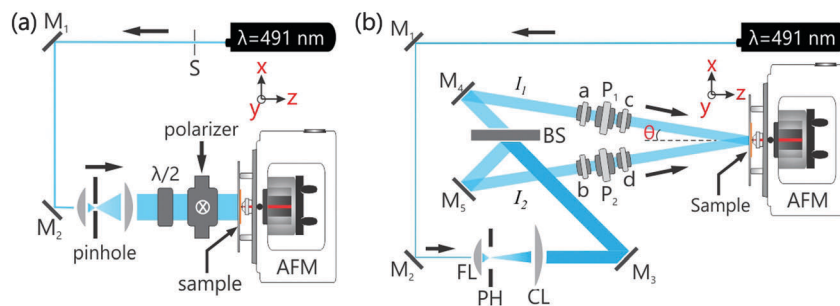 (a)
M1
λ=491 nm
S
x
y
z
polarizer
λ/2
M2
pinhole
sample
AFM
(b)
M1
λ=491 nm
x
y
z
M4
I1
a
P1
c
BS
θ
M5
I2
b
P2
d
Sample
AFM
M2
FL
PH
CL
M3